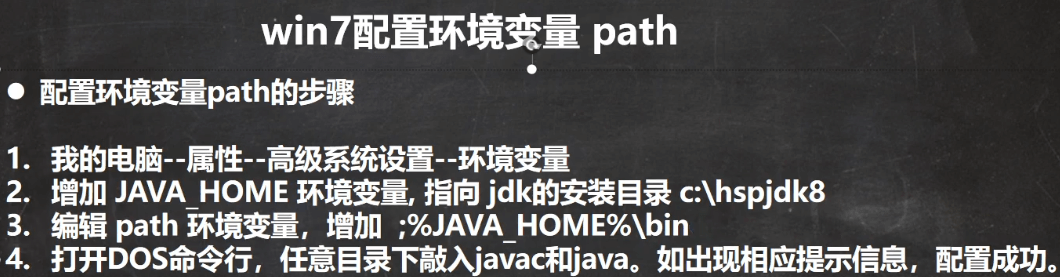 win7配置环境变量 path
● 配置环境变量path的步骤
1. 我的电脑--属性--高级系统设置--环境变量
2. 增加 JAVA_HOME 环境变量, 指向 jdk的安装目录 c:\hspjdk8
3. 编辑 path 环境变量，增加 ;%JAVA_HOME%\bin
4. 打开DOS命令行，任意目录下敲入javac和java。如出现相应提示信息，配置成功。